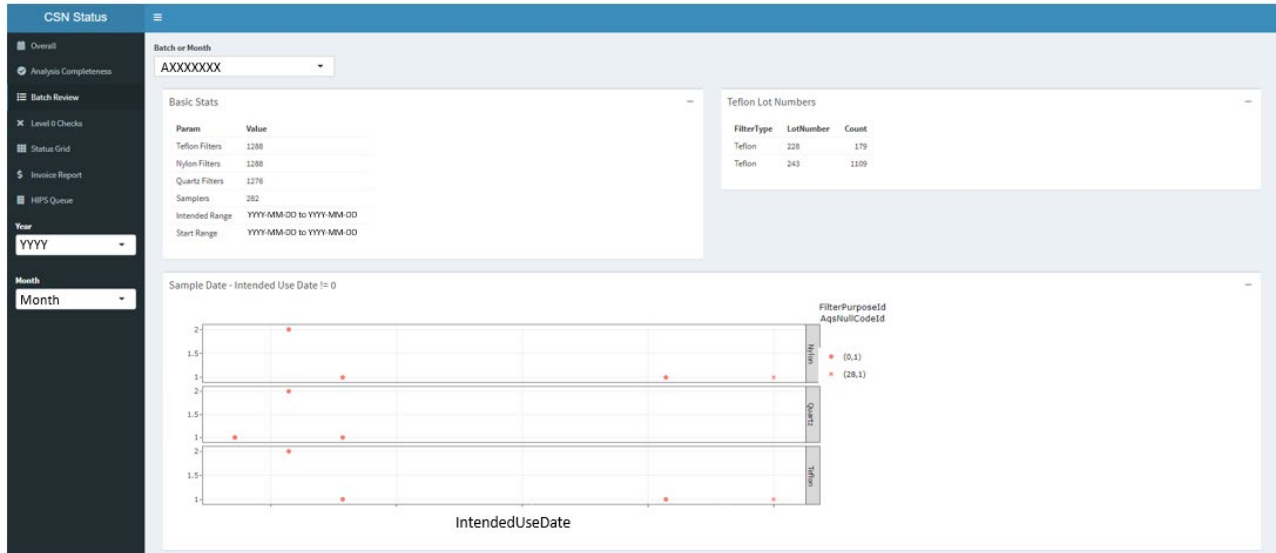 CSN Status
Overall
Analysis Completeness
Batch Review
Level 0 Checks
Status Grid
Invoice Report
HIPS Queue
Year
YYYY
Month
Month
Batch or Month
AXXXXXXX
Basic Stats
Param Value
Teflon Filters 1288
Nylon Filters 1288
Quartz Filters 1276
Samplers 282
Intended Range YYYY-MM-DD to YYYY-MM-DD
Start Range YYYY-MM-DD to YYYY-MM-DD
Teflon Lot Numbers
FilterType LotNumber Count
Teflon 228 179
Teflon 243 1109
Sample Date - Intended Use Date != 0
FilterPurposeId
AqsNullCodeId
(0,1)
(28,1)
2
1.5
1
Nylon
2
1.5
1
Quartz
2
1.5
1
Teflon
IntendedUseDate